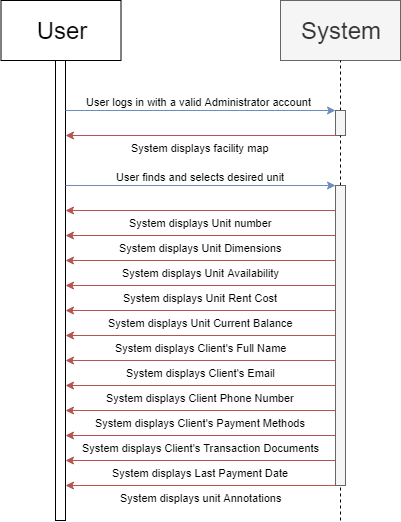 User
System
User logs in with a valid Administrator account
System displays facility map
User finds and selects desired unit
System displays Unit number
System displays Unit Dimensions
System displays Unit Availability
System displays Unit Rent Cost
System displays Unit Current Balance
System displays Client's Full Name
System displays Client's Email
System displays Client Phone Number
System displays Client's Payment Methods
System displays Client's Transaction Documents
System displays Last Payment Date
System displays unit Annotations